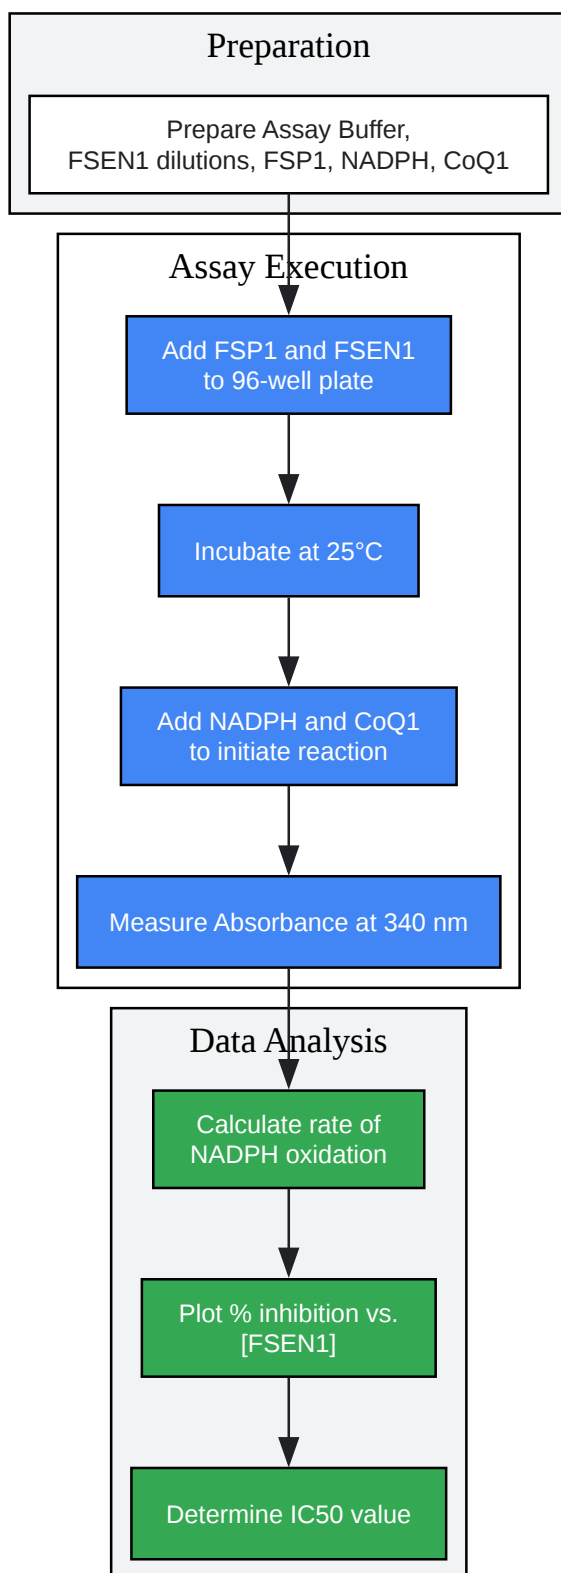 Preparation
Prepare Assay Buffer,
FSEN1 dilutions, FSP1, NADPH, CoQ1
Assay Execution
Add FSP1 and FSEN1
to 96-well plate
Incubate at 25°C
Add NADPH and CoQ1
to initiate reaction
Measure Absorbance at 340 nm
Data Analysis
Calculate rate of
NADPH oxidation
Plot % inhibition vs.
[FSEN1]
Determine IC50 value